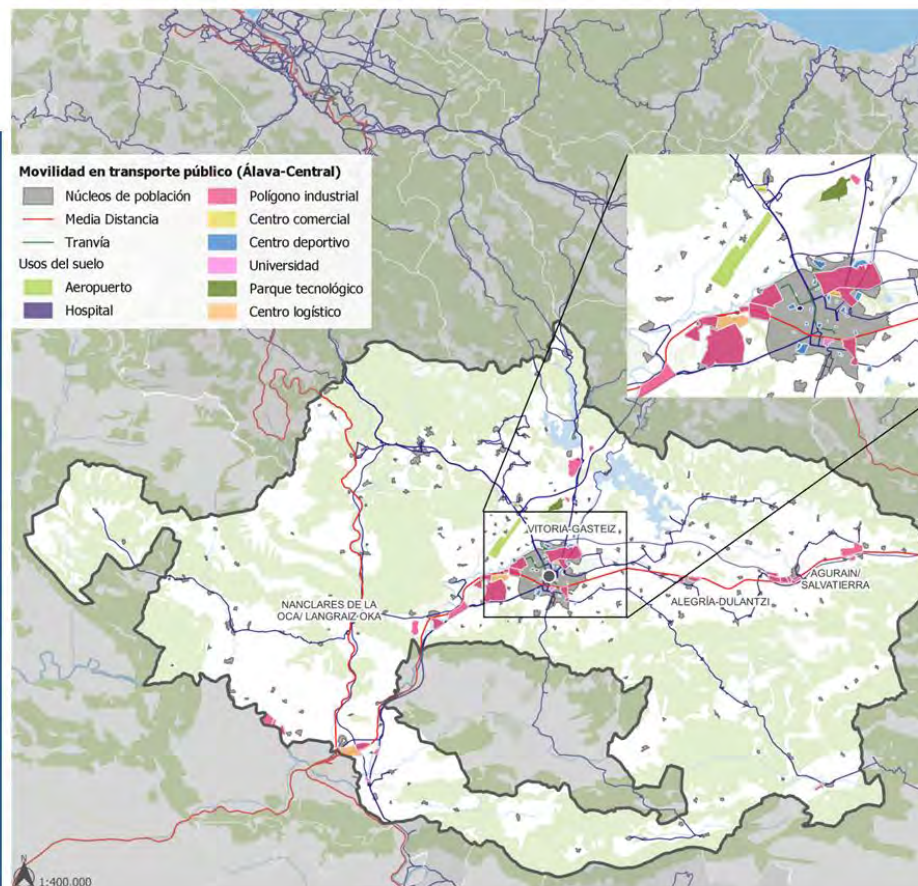 Movilidad en transporte público (Álava-Central)
Núcleos de población
Media Distancia
Tranvía
Usos del suelo
Aeropuerto
Hospital
Polígono industrial
Centro comercial
Centro deportivo
Universidad
Parque tecnológico
Centro logístico
VITORIA-GASTEIZ
AGURAIN/
SALVATIERRA
ALEGRÍA-DULANTZI
NANCLARES DE LA
OCA/ LANGRAIZ OKA
N
1:400.000